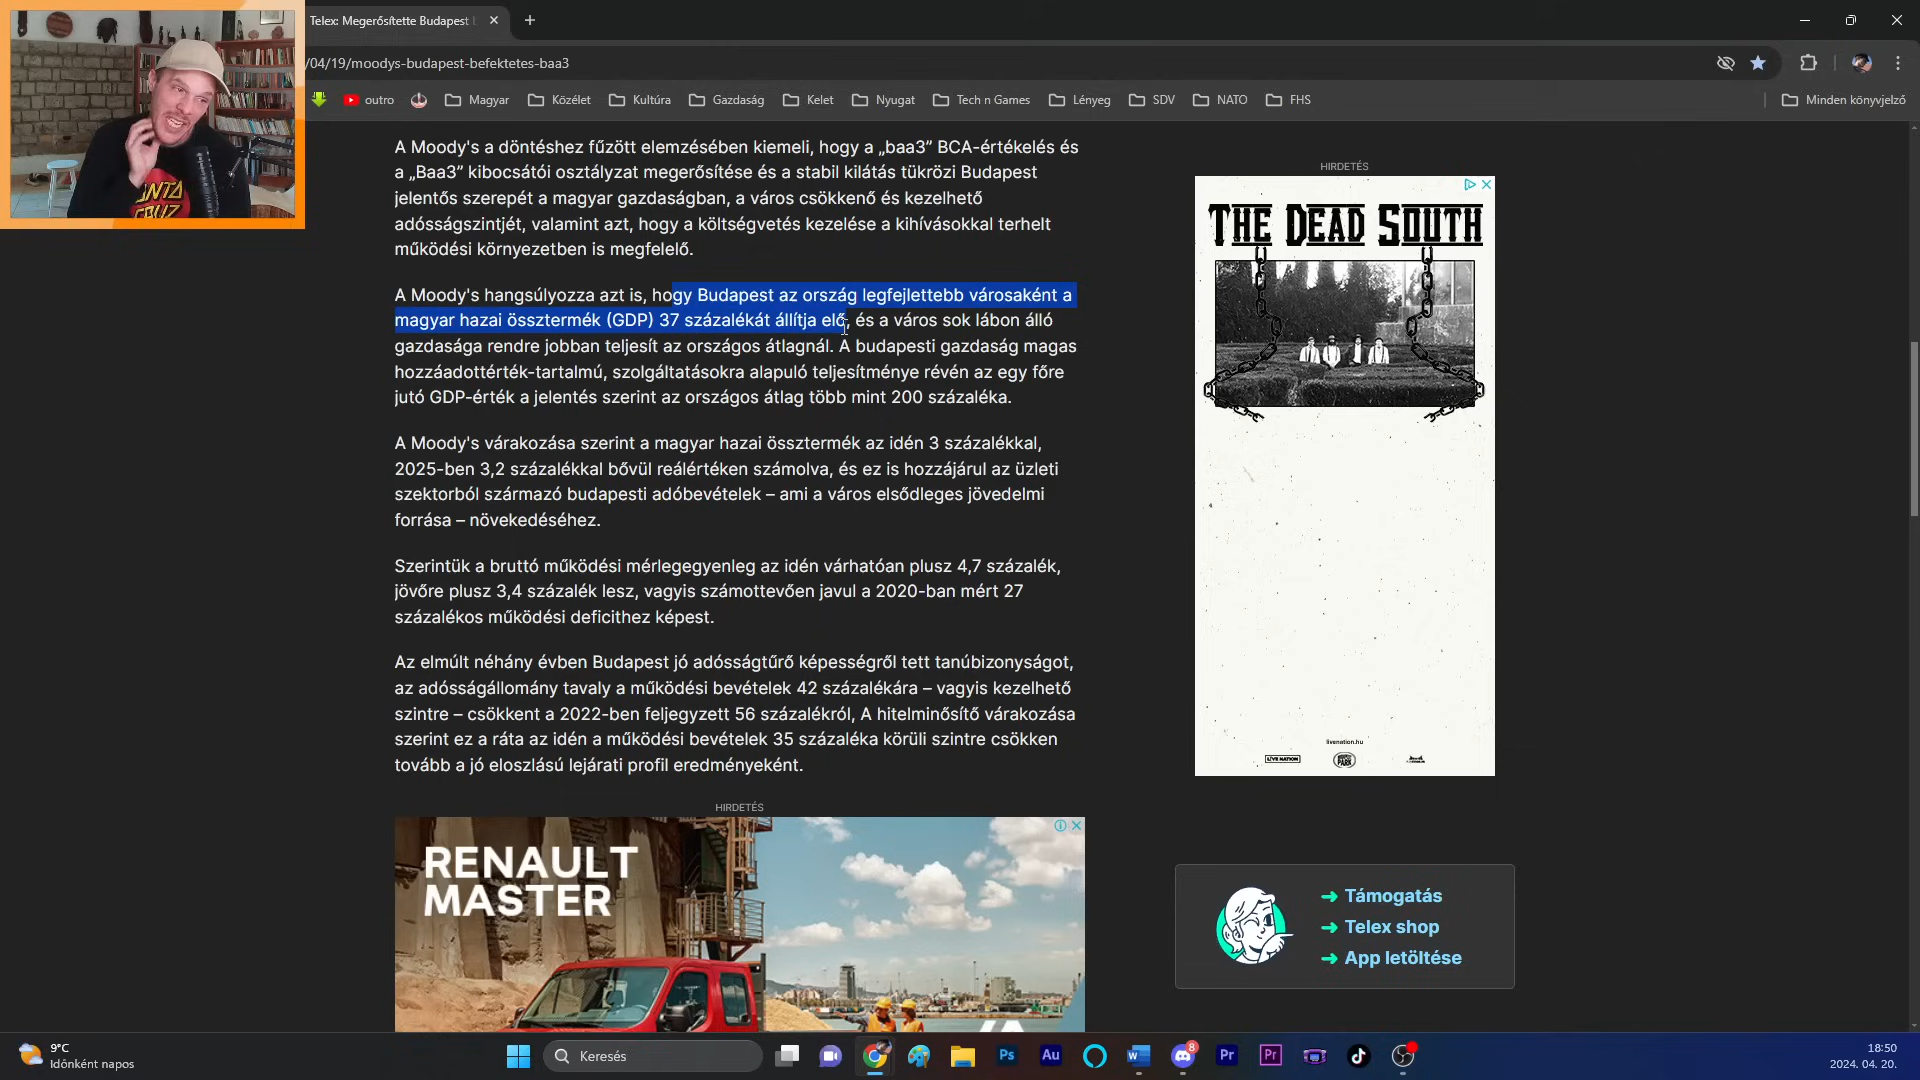 Telex: Megerősítette Budapest
/04/19/moodys-budapest-befektetes-baa3
outro
Magyar
Közélet
Kultúra
Gazdaság
Kelet
Nyugat
Tech n Games
Lényeg
SDV
NATO
FHS
Minden könyvjelző
A Moody's a döntéshez fűzött elemzésében kiemeli, hogy a „baa3” BCA-értékelés és
a „Baa3” kibocsátói osztályzat megerősítése és a stabil kilátás tükrözi Budapest
jelentős szerepét a magyar gazdaságban, a város csökkenő és kezelhető
adósságszintjét, valamint azt, hogy a költségvetés kezelése a kihívásokkal terhelt
működési környezetben is megfelelő.
A Moody's hangsúlyozza azt is, hogy Budapest az ország legfejlettebb városaként a
magyar hazai össztermék (GDP) 37 százalékát állítja elő, és a város sok lábon álló
gazdasága rendre jobban teljesít az országos átlagnál. A budapesti gazdaság magas
hozzáadottérték-tartalmú, szolgáltatásokra alapuló teljesítménye révén az egy főre
jutó GDP-érték a jelentés szerint az országos átlag több mint 200 százaléka.
A Moody's várakozása szerint a magyar hazai össztermék az idén 3 százalékkal,
2025-ben 3,2 százalékkal bővül reálértéken számolva, és ez is hozzájárul az üzleti
szektorból származó budapesti adóbevételek – ami a város elsődleges jövedelmi
forrása – növekedéséhez.
Szerintük a bruttó működési mérlegegyenleg az idén várhatóan plusz 4,7 százalék,
jövőre plusz 3,4 százalék lesz, vagyis számottevően javul a 2020-ban mért 27
százalékos működési deficithez képest.
Az elmúlt néhány évben Budapest jó adósságtűrő képességről tett tanúbizonyságot,
az adósságállomány tavaly a működési bevételek 42 százalékára – vagyis kezelhető
szintre – csökkent a 2022-ben feljegyzett 56 százalékról, A hitelminősítő várakozása
szerint ez a ráta az idén a működési bevételek 35 százaléka körüli szintre csökken
tovább a jó eloszlású lejárati profil eredményeként.
HIRDETÉS
RENAULT
MASTER
HIRDETÉS
THE DEAD SOUTH
livenation.hu
LIVE NATION
Támogatás
Telex shop
App letöltése
SANTA
CRUZ
9°C
Időnként napos
Keresés
Ps
Au
W
8
Pr
Pr
18:50
2024. 04. 20.